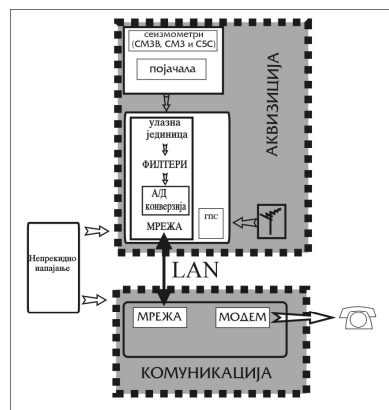 сеизмометри
(СМ3В, СМ3 и С5С)
појачала
АКВИЗИЦИЈА
улазна
јединица
ФИЛТЕРИ
А/Д
конверзија
МРЕЖА
гпс
Непрекидно
напајање
LAN
МРЕЖА
МОДЕМ
КОМУНИКАЦИЈА